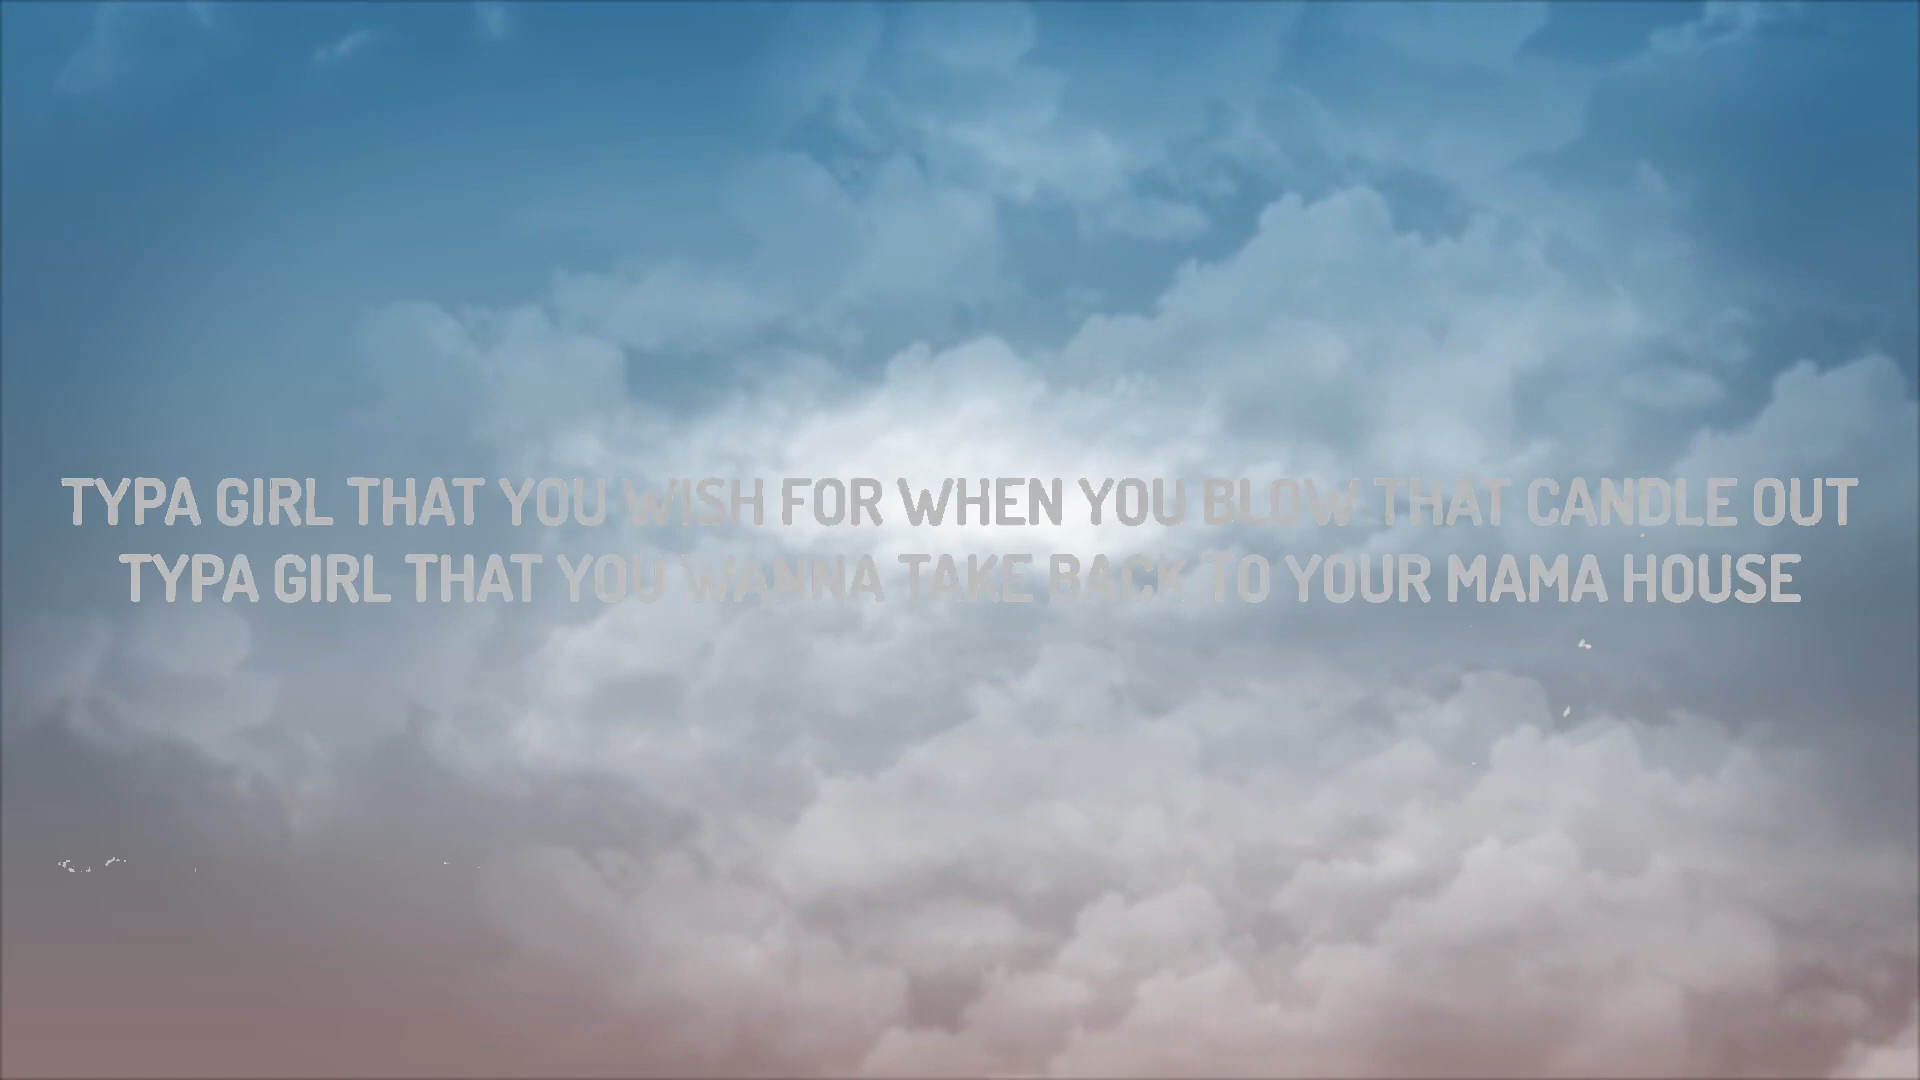 TYPA GIRL THAT YOU WISH FOR WHEN YOU BLOW THAT CANDLE OUT
TYPA GIRL THAT YOU WANNA TAKE BACK TO YOUR MAMA HOUSE